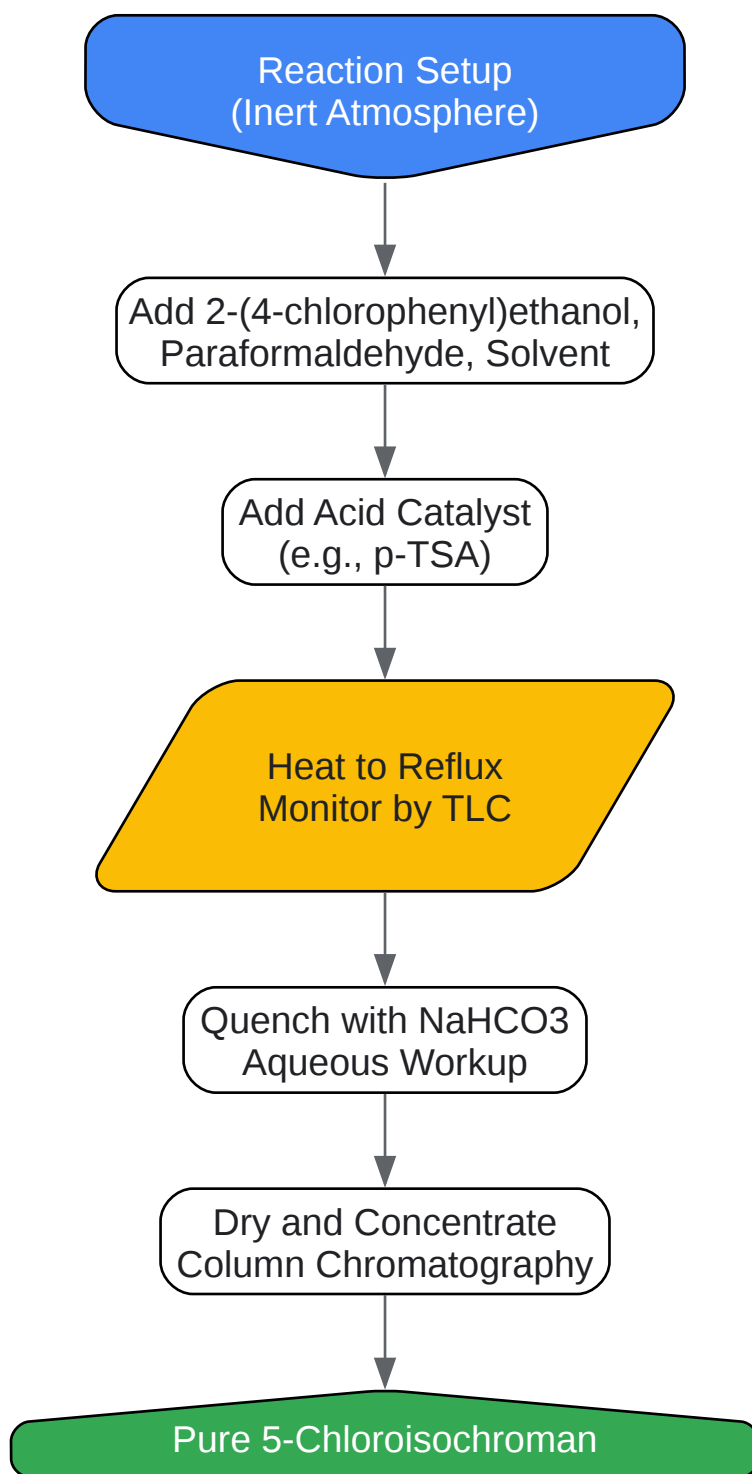 Reaction Setup
(Inert Atmosphere)
Add 2-(4-chlorophenyl)ethanol,
Paraformaldehyde, Solvent
Add Acid Catalyst
(e.g., p-TSA)
Heat to Reflux
Monitor by TLC
Quench with NaHCO3
Aqueous Workup
Dry and Concentrate
Column Chromatography
Pure 5-Chloroisochroman